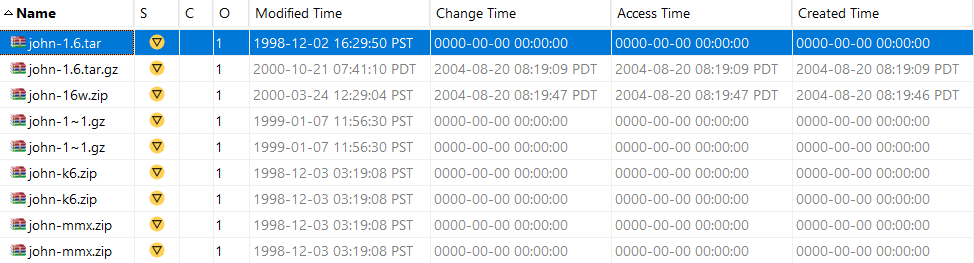 Name S C O Modified Time Change Time Access Time Created Time
john-1.6.tar 1 1998-12-02 16:29:50 PST 0000-00-00 00:00:00 0000-00-00 00:00:00 0000-00-00 00:00:00
john-1.6.tar.gz 1 2000-10-21 07:41:10 PDT 2004-08-20 08:19:09 PDT 2004-08-20 08:19:09 PDT 2004-08-20 08:19:09 PDT
john-16w.zip 1 2000-03-24 12:29:04 PST 2004-08-20 08:19:47 PDT 2004-08-20 08:19:47 PDT 2004-08-20 08:19:46 PDT
john-1~1.gz 1 1999-01-07 11:56:30 PST 0000-00-00 00:00:00 0000-00-00 00:00:00 0000-00-00 00:00:00
john-1~1.gz 1 1999-01-07 11:56:30 PST 0000-00-00 00:00:00 0000-00-00 00:00:00 0000-00-00 00:00:00
john-k6.zip 1 1998-12-03 03:19:08 PST 0000-00-00 00:00:00 0000-00-00 00:00:00 0000-00-00 00:00:00
john-k6.zip 1 1998-12-03 03:19:08 PST 0000-00-00 00:00:00 0000-00-00 00:00:00 0000-00-00 00:00:00
john-mmx.zip 1 1998-12-03 03:19:08 PST 0000-00-00 00:00:00 0000-00-00 00:00:00 0000-00-00 00:00:00
john-mmx.zip 1 1998-12-03 03:19:08 PST 0000-00-00 00:00:00 0000-00-00 00:00:00 0000-00-00 00:00:00